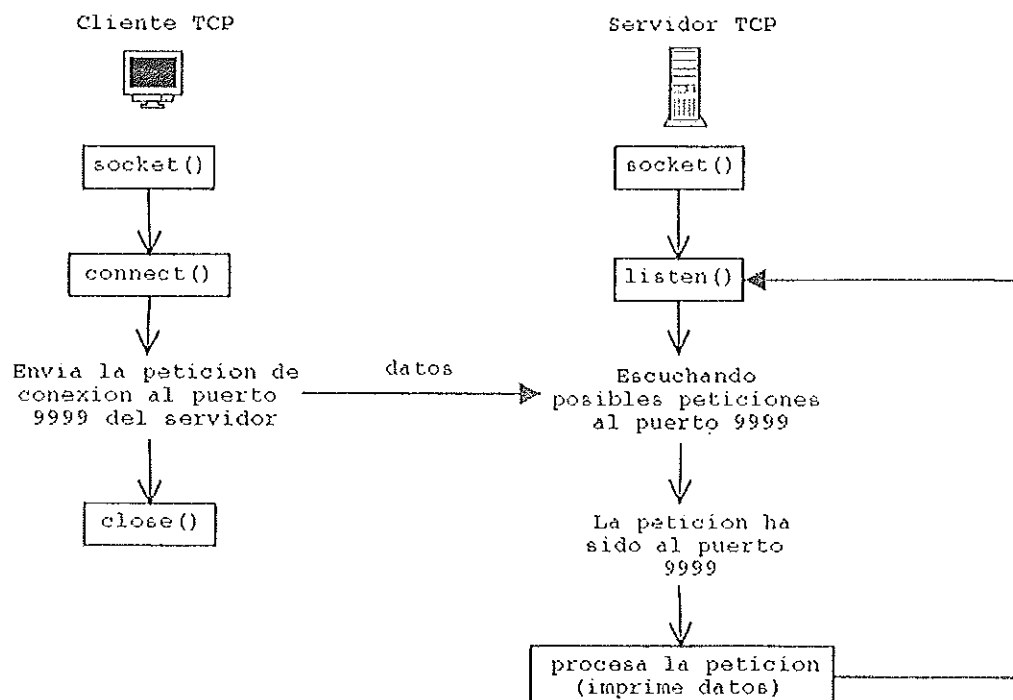 Cliente TCP
socket()
connect()
Envia la peticion de
conexion al puerto
9999 del servidor
close()
datos
Servidor TCP
socket()
listen()
Escuchando
posibles peticiones
al puerto 9999
La peticion ha
sido al puerto
9999
procesa la peticion
(imprime datos)